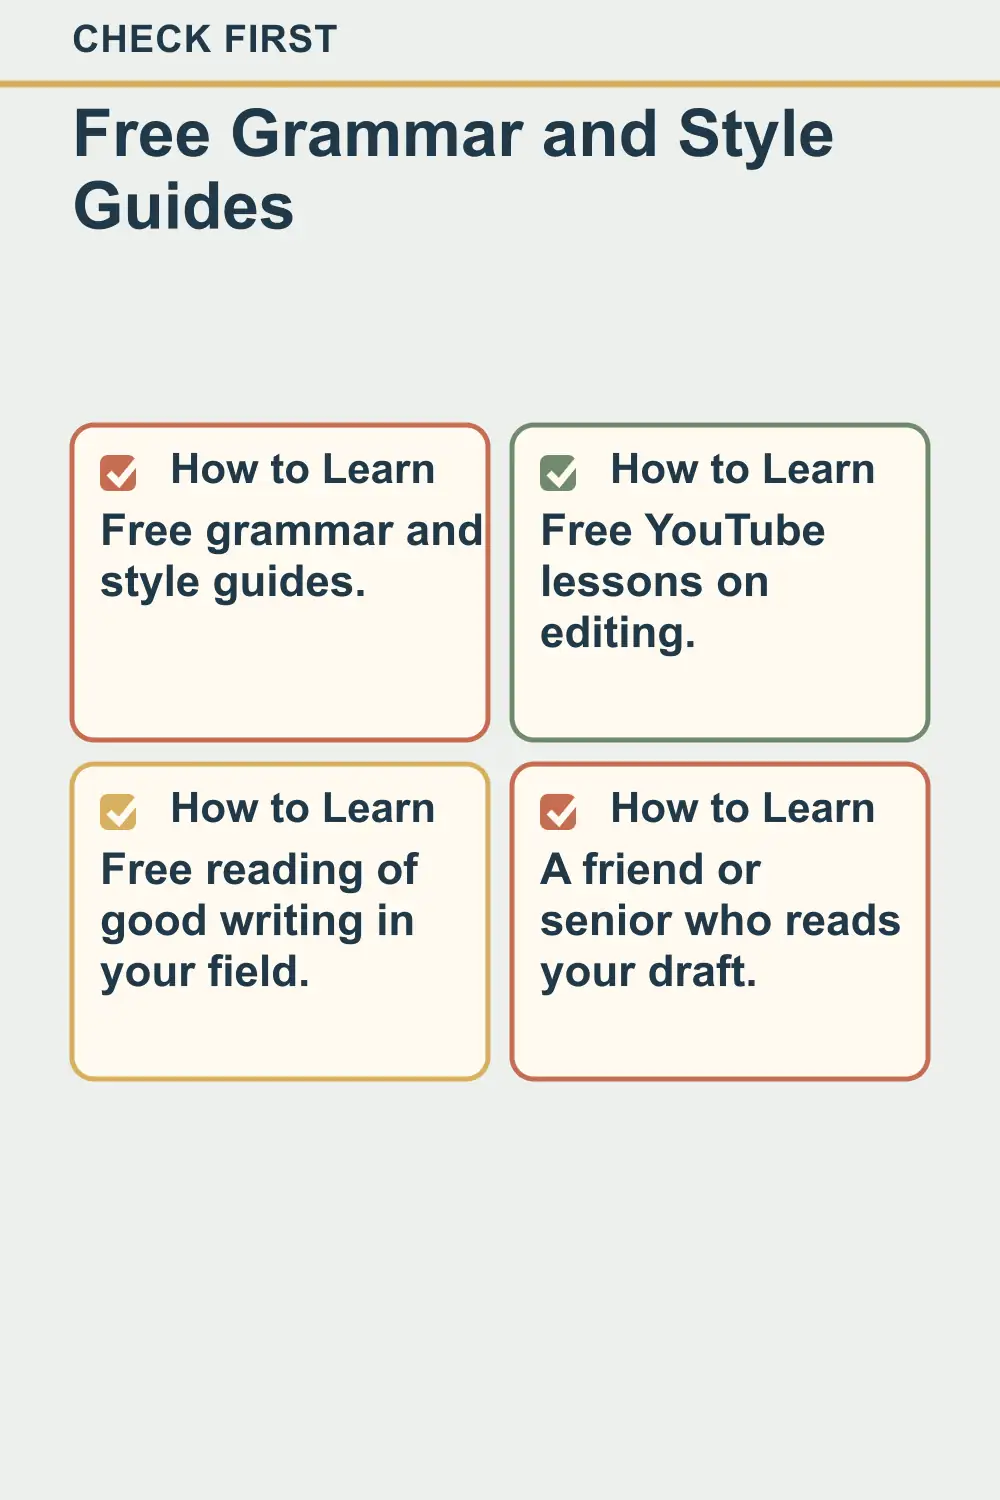 CHECK FIRST
Free Grammar and Style
Guides
How to Learn
Free grammar and
style guides.
How to Learn
Free YouTube
lessons on
editing.
How to Learn
Free reading of
good writing in
your field.
How to Learn
A friend or
senior who reads
your draft.